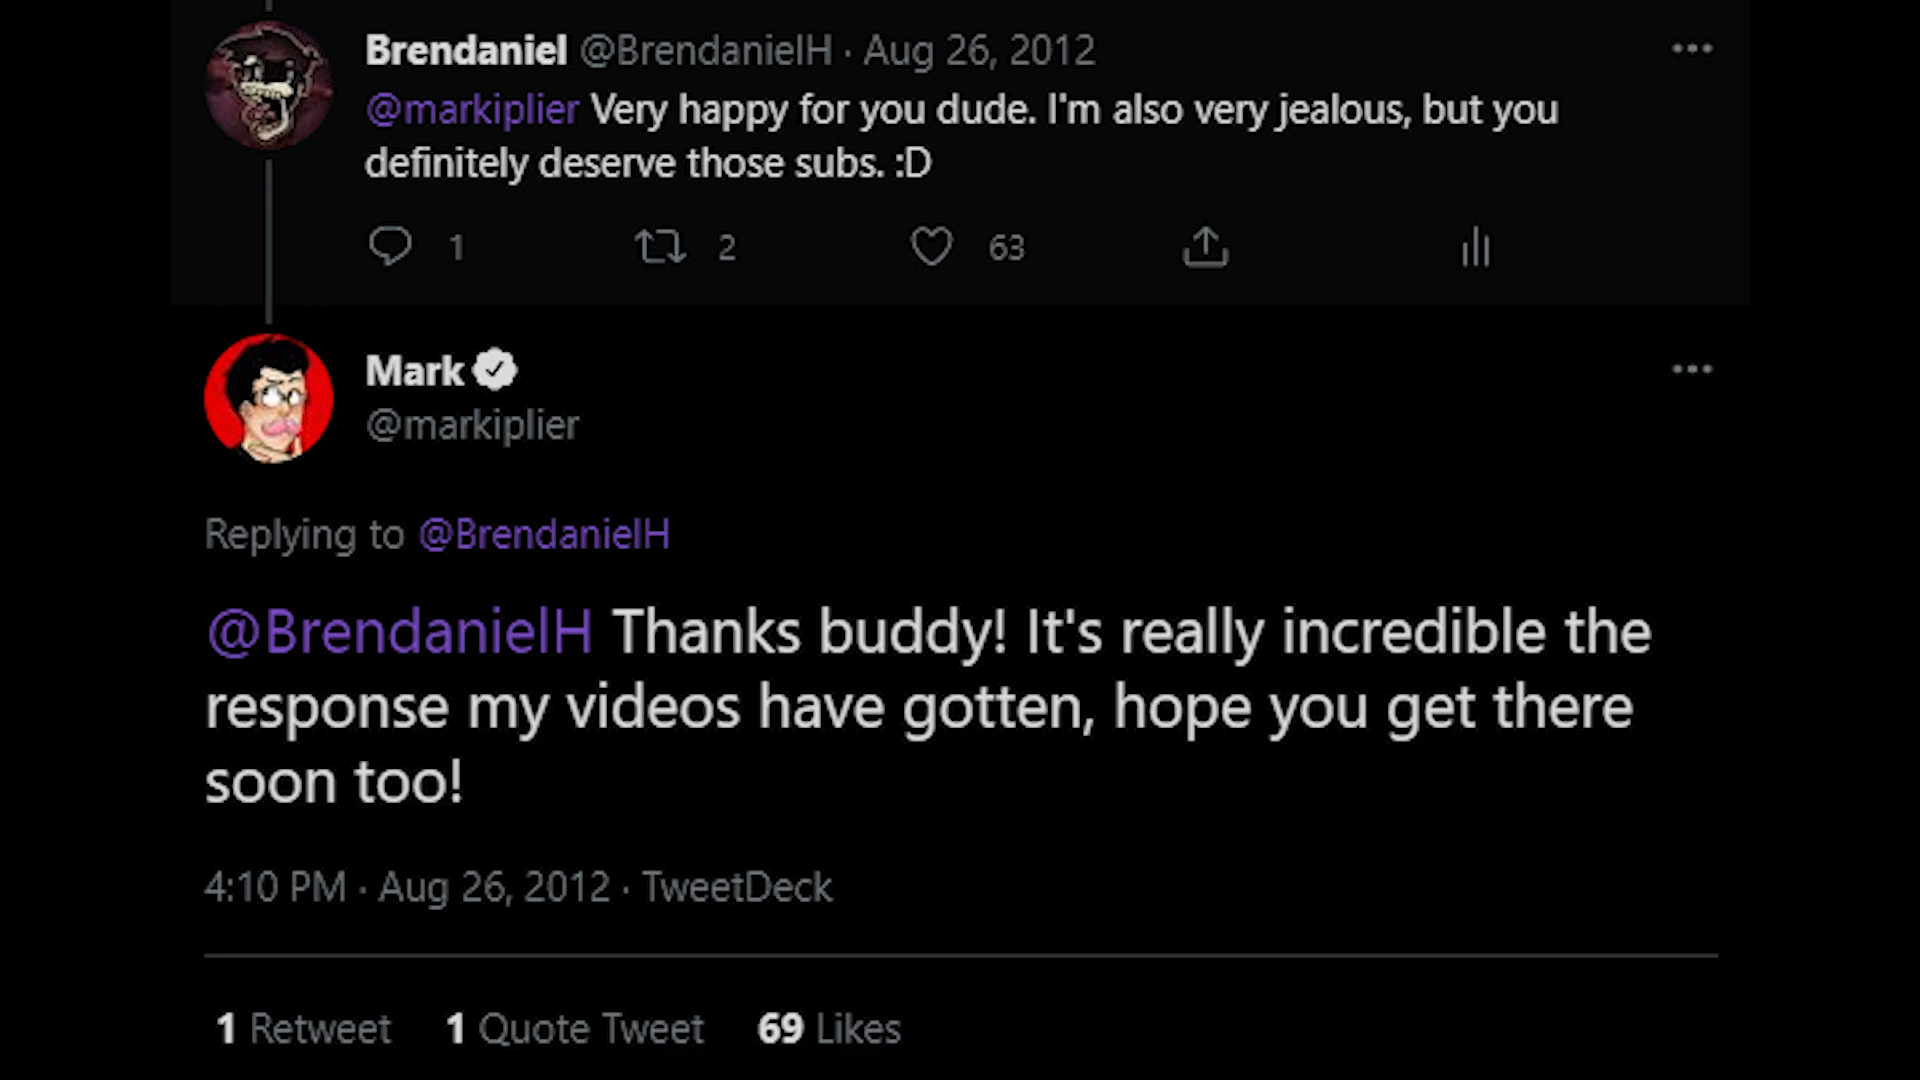 Brendaniel @BrendanielH · Aug 26, 2012
@markiplier Very happy for you dude. I'm also very jealous, but you
definitely deserve those subs. :D
1 2 63
Mark
@markiplier
Replying to @BrendanielH
@BrendanielH Thanks buddy! It's really incredible the
response my videos have gotten, hope you get there
soon too!
4:10 PM · Aug 26, 2012 · TweetDeck
1 Retweet 1 Quote Tweet 69 Likes